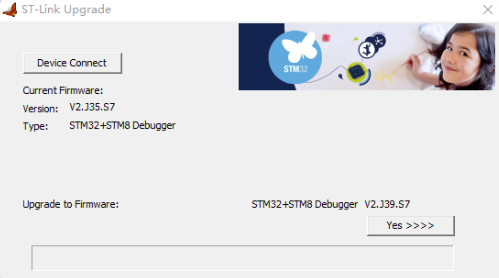 ST-Link Upgrade
STM32
Device Connect
Current Firmware:
Version: V2.J35.S7
Type: STM32+STM8 Debugger
Upgrade to Firmware: STM32+STM8 Debugger V2.J39.S7
Yes >>>>